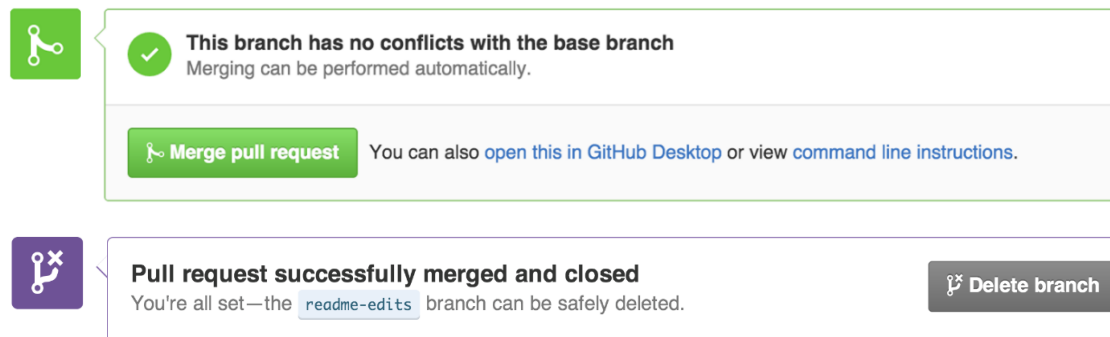 This branch has no conflicts with the base branch
Merging can be performed automatically.
Merge pull request You can also open this in GitHub Desktop or view command line instructions.
Pull request successfully merged and closed
Delete branch
You're all set—the readme-edits branch can be safely deleted.